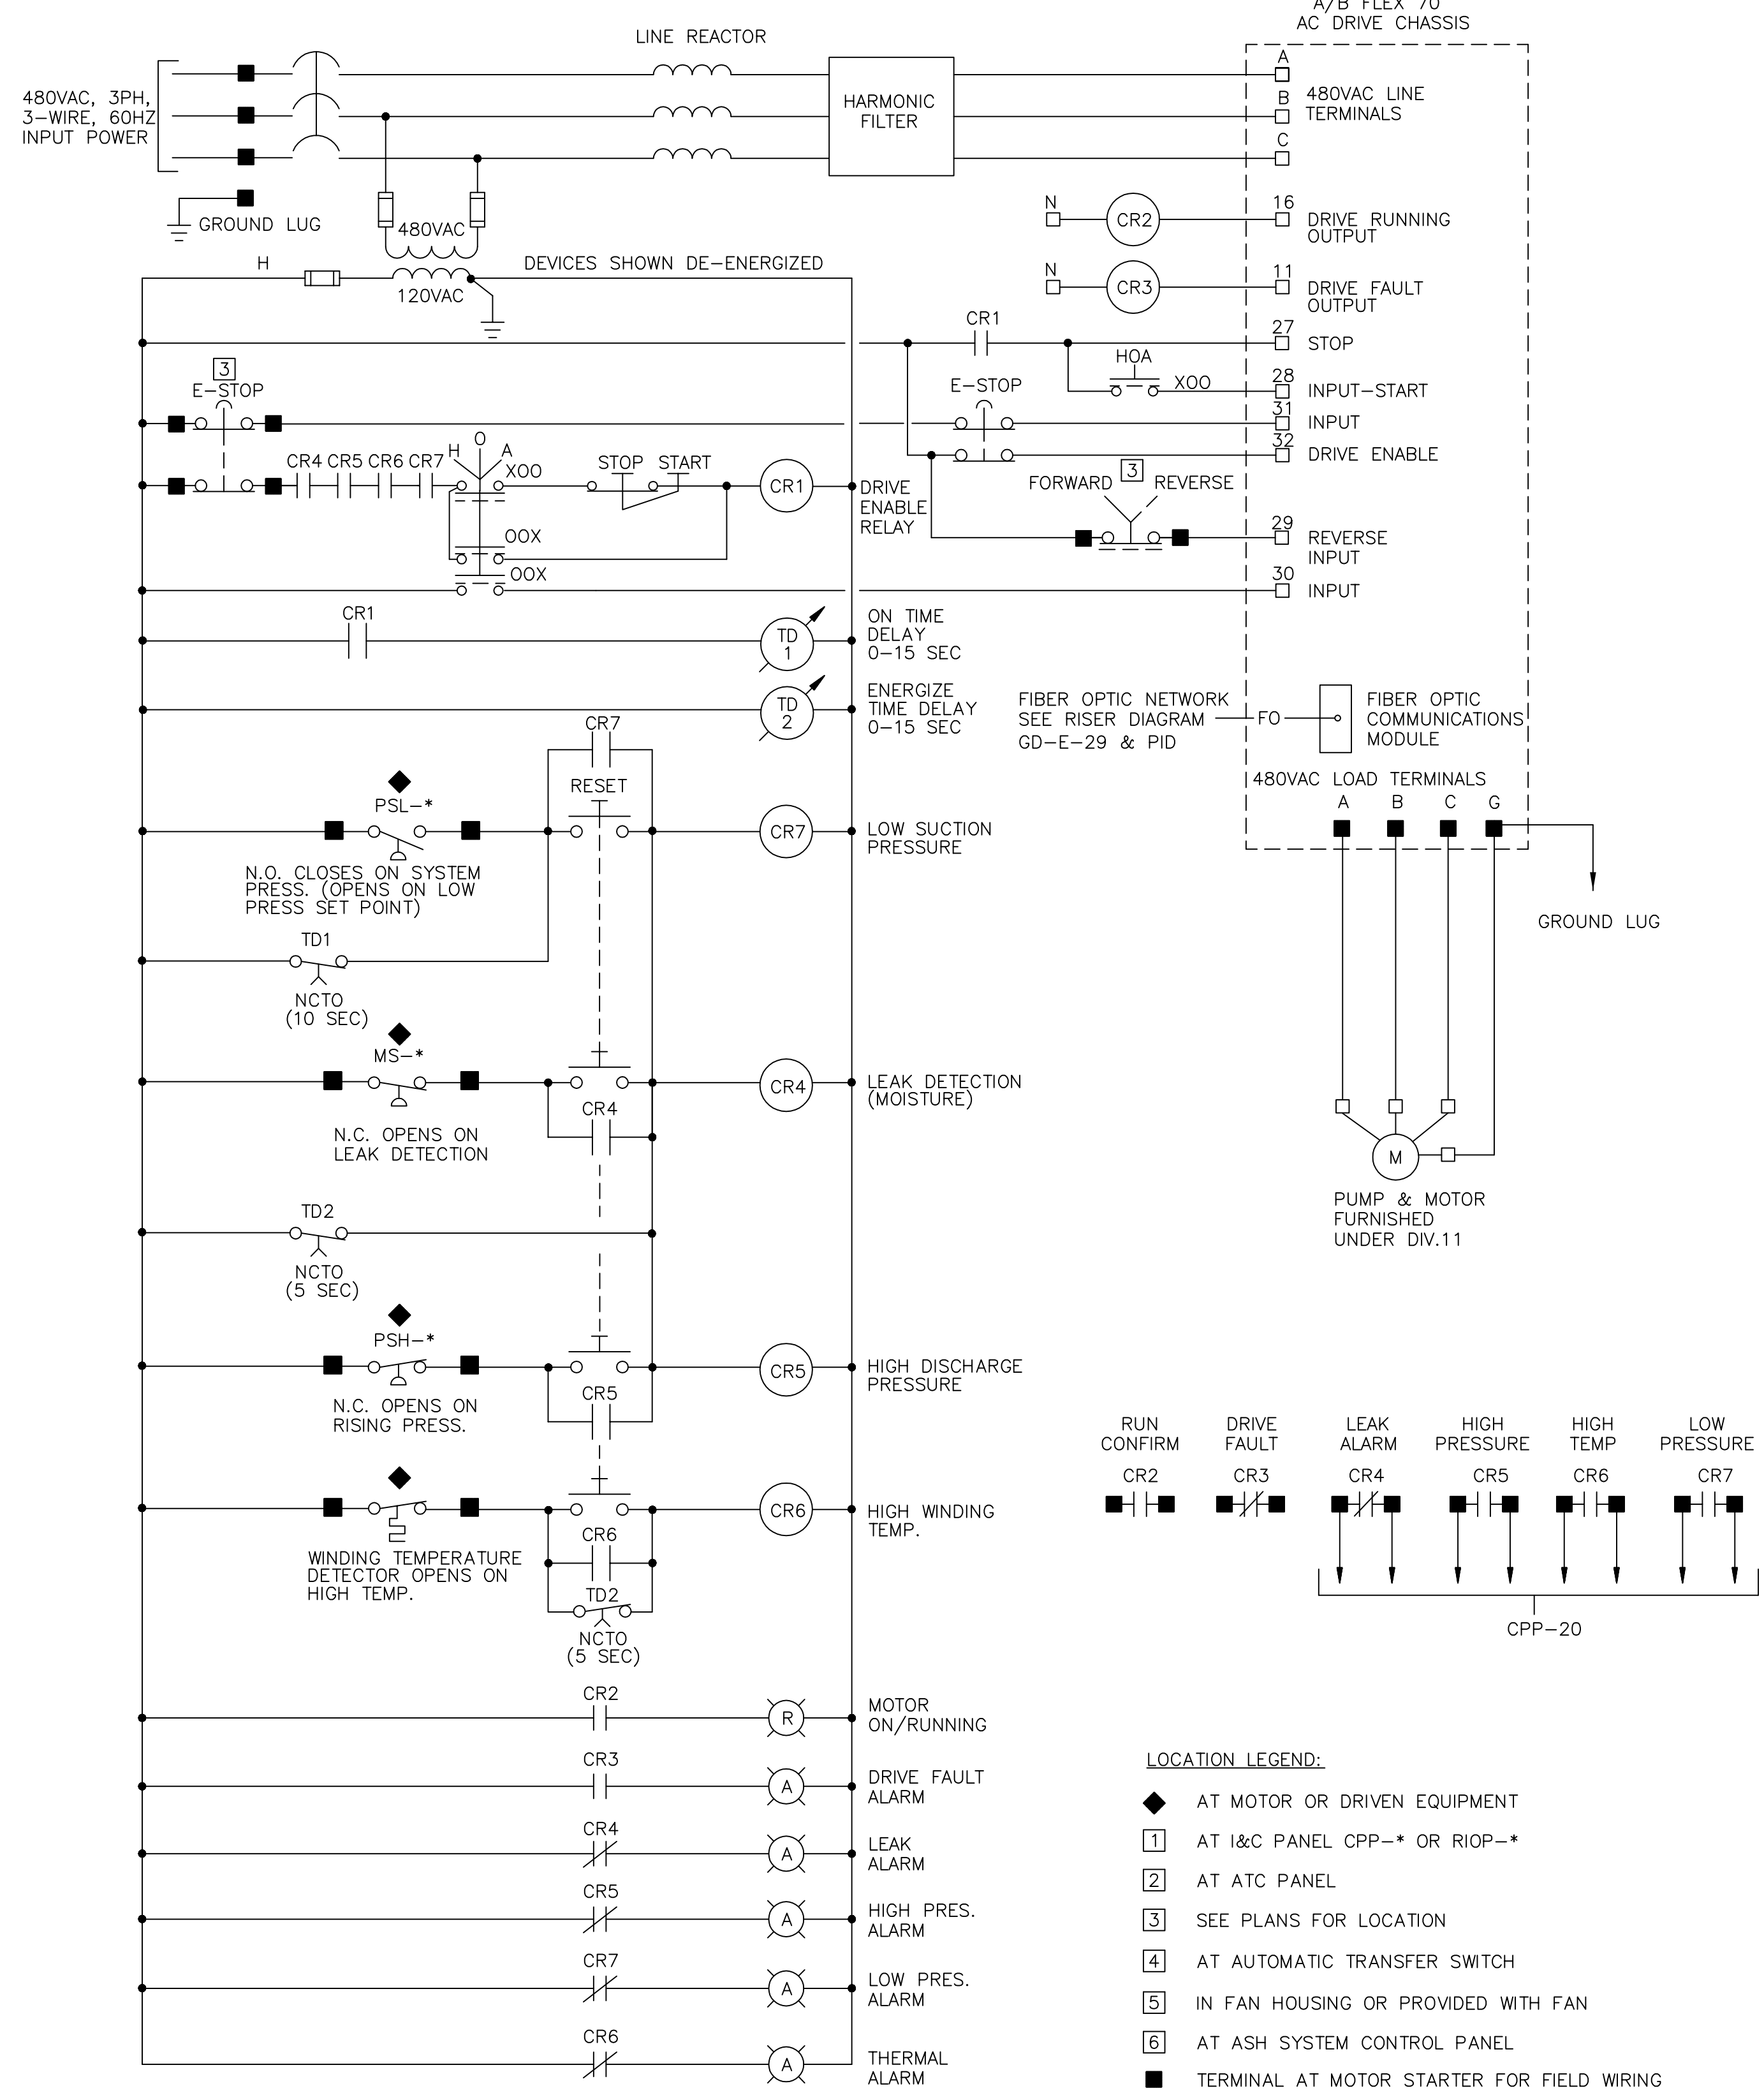 A/B FLEX 70
AC DRIVE CHASSIS
LINE REACTOR
480VAC, 3PH,
3-WIRE, 60HZ
INPUT POWER
HARMONIC
FILTER
A
B
C
480VAC LINE
TERMINALS
GROUND LUG
480VAC
N
CR2
16
DRIVE RUNNING
OUTPUT
H
120VAC
DEVICES SHOWN DE-ENERGIZED
N
CR3
11
DRIVE FAULT
OUTPUT
CR1
27
STOP
HOA
XOO
28
INPUT-START
3
E-STOP
E-STOP
31
INPUT
32
DRIVE ENABLE
CR4 CR5 CR6 CR7
H O A
XOO
STOP START
CR1
DRIVE
ENABLE
RELAY
FORWARD 3 REVERSE
29
REVERSE
INPUT
OOX
OOX
30
INPUT
CR1
TD
1
ON TIME
DELAY
0-15 SEC
TD
2
ENERGIZE
TIME DELAY
0-15 SEC
FIBER OPTIC NETWORK
SEE RISER DIAGRAM
GD-E-29 & PID
FO
FIBER OPTIC
COMMUNICATIONS
MODULE
CR7
RESET
PSL-*
CR7
LOW SUCTION
PRESSURE
N.O. CLOSES ON SYSTEM
PRESS. (OPENS ON LOW
PRESS SET POINT)
480VAC LOAD TERMINALS
A B C G
GROUND LUG
TD1
NCTO
(10 SEC)
MS-*
CR4
CR4
LEAK DETECTION
(MOISTURE)
N.C. OPENS ON
LEAK DETECTION
M
PUMP & MOTOR
FURNISHED
UNDER DIV.11
TD2
NCTO
(5 SEC)
PSH-*
CR5
CR5
HIGH DISCHARGE
PRESSURE
N.C. OPENS ON
RISING PRESS.
CR6
CR6
HIGH WINDING
TEMP.
WINDING TEMPERATURE
DETECTOR OPENS ON
HIGH TEMP.
TD2
NCTO
(5 SEC)
RUN
CONFIRM
CR2
DRIVE
FAULT
CR3
LEAK
ALARM
CR4
HIGH
PRESSURE
CR5
HIGH
TEMP
CR6
LOW
PRESSURE
CR7
CPP-20
CR2
R
MOTOR
ON/RUNNING
CR3
A
DRIVE FAULT
ALARM
CR4
A
LEAK
ALARM
CR5
A
HIGH PRES.
ALARM
CR7
A
LOW PRES.
ALARM
CR6
A
THERMAL
ALARM
LOCATION LEGEND:
AT MOTOR OR DRIVEN EQUIPMENT
1 AT I&C PANEL CPP-* OR RIOP-*
2 AT ATC PANEL
3 SEE PLANS FOR LOCATION
4 AT AUTOMATIC TRANSFER SWITCH
5 IN FAN HOUSING OR PROVIDED WITH FAN
6 AT ASH SYSTEM CONTROL PANEL
TERMINAL AT MOTOR STARTER FOR FIELD WIRING